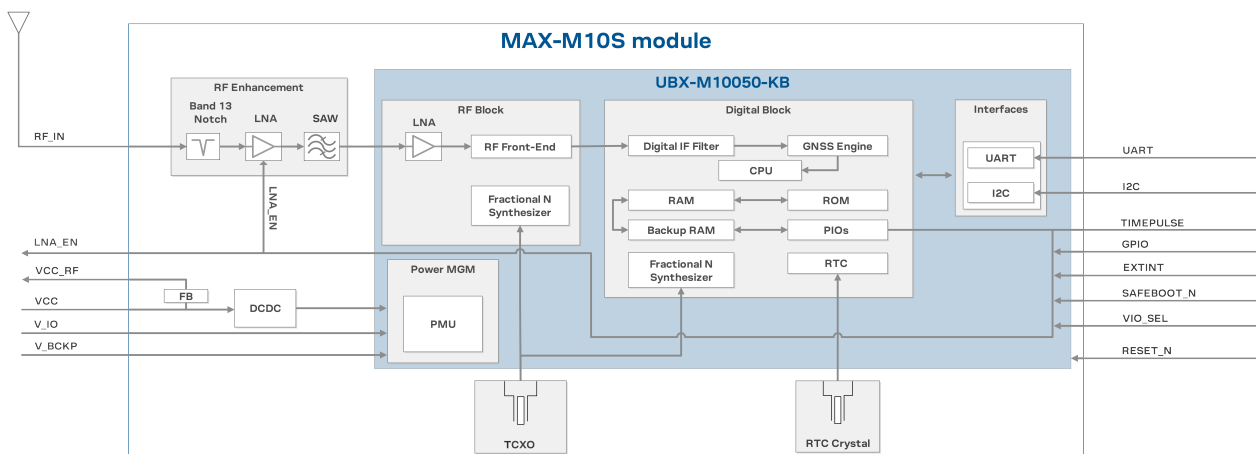 MAX-M10S module
UBX-M10050-KB
RF Enhancement
Band 13
Notch
LNA
SAW
RF_IN
LNA_EN
RF Block
LNA
RF Front-End
Fractional N
Synthesizer
Digital Block
Digital IF Filter
GNSS Engine
CPU
RAM
ROM
Backup RAM
PIOs
Fractional N
Synthesizer
RTC
Interfaces
UART
I2C
UART
I2C
TIMEPULSE
GPIO
EXTINT
SAFEBOOT_N
VIO_SEL
RESET_N
LNA_EN
VCC_RF
FB
VCC
DCDC
V_IO
V_BCKP
Power MGM
PMU
TCXO
RTC Crystal